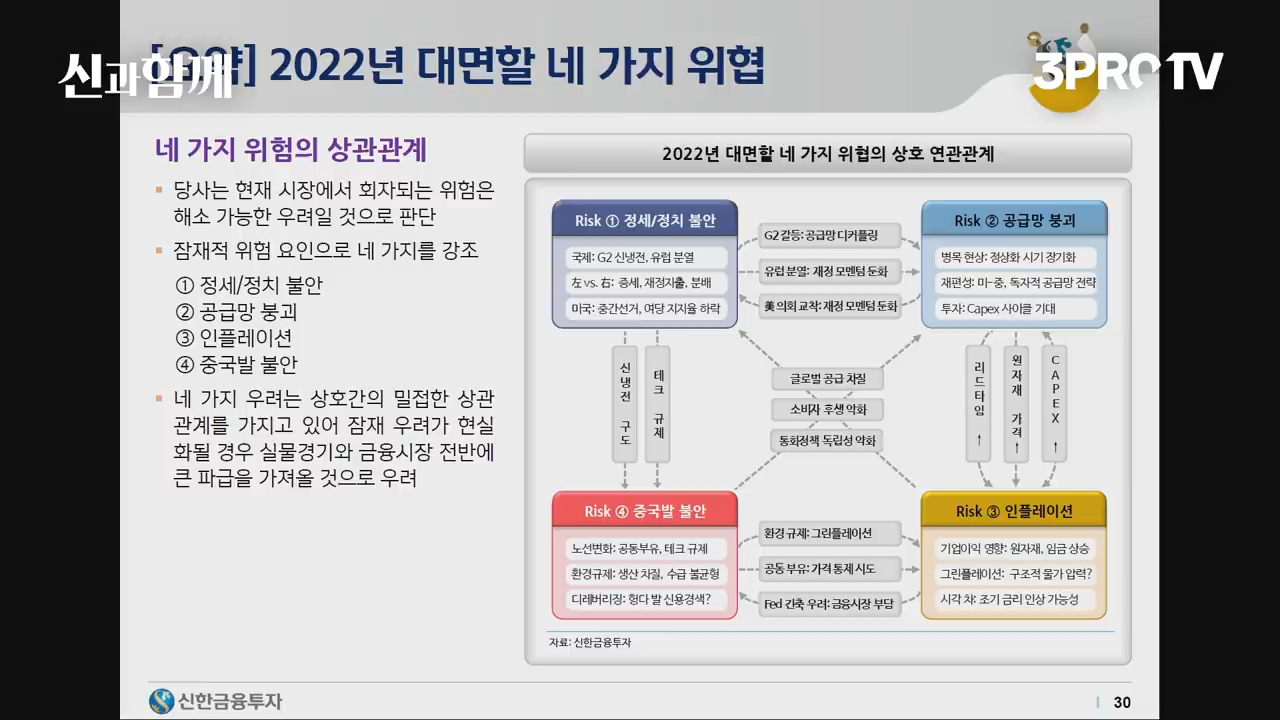 신과함께
[요약] 2022년 대면할 네 가지 위협
3PROTV
네 가지 위험의 상관관계
당사는 현재 시장에서 회자되는 위험은
해소 가능한 우려일 것으로 판단
잠재적 위험 요인으로 네 가지를 강조
① 정세/정치 불안
② 공급망 붕괴
③ 인플레이션
④ 중국발 불안
네 가지 우려는 상호간의 밀접한 상관
관계를 가지고 있어 잠재 우려가 현실
화될 경우 실물경기와 금융시장 전반에
큰 파급을 가져올 것으로 우려
2022년 대면할 네 가지 위협의 상호 연관관계
Risk ① 정세/정치 불안
국제: G2 신냉전, 유럽 분열
左 vs. 右: 증세, 재정지출, 분배
미국: 중간선거, 여당 지지율 하락
G2 갈등: 공급망 디커플링
유럽 분열: 재정 모멘텀 둔화
美 의회 교착: 재정 모멘텀 둔화
Risk ② 공급망 붕괴
병목 현상: 정상화 시기 장기화
재편성: 미-중, 독자적 공급망 전략
투자: Capex 사이클 기대
신냉전 구도
테크 규제
글로벌 공급 차질
소비자 후생 악화
통화정책 독립성 약화
리드타임 ↑
원자재 가격 ↑
CAPEX ↑
Risk ④ 중국발 불안
노선변화: 공동부유, 테크 규제
환경규제: 생산 차질, 수급 불균형
디레버리징: 헝다 발 신용경색?
환경 규제: 그린플레이션
공동 부유: 가격 통제 시도
Fed 긴축 우려: 금융시장 부담
Risk ③ 인플레이션
기업이익 영향: 원자재, 임금 상승
그린플레이션: 구조적 물가 압력?
시각 차: 조기 금리 인상 가능성
자료: 신한금융투자
신한금융투자
30